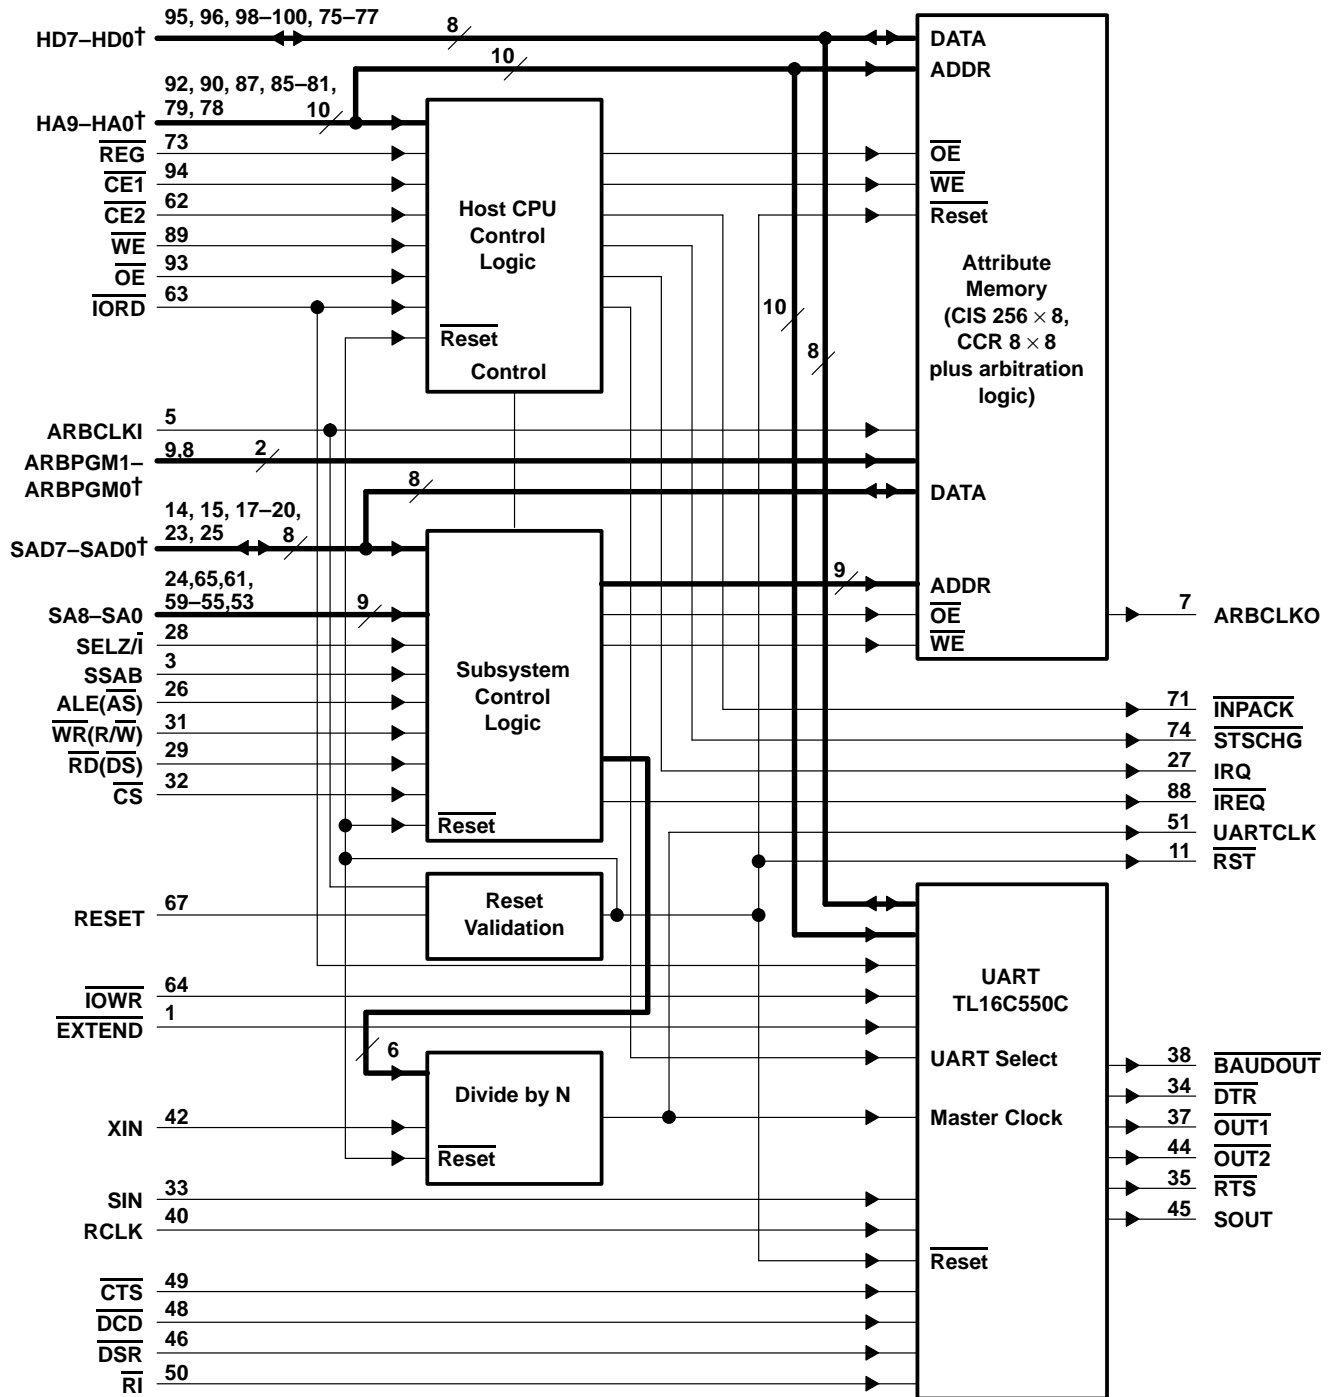 95, 96, 98–100, 75–77
HD7–HD0†
8
DATA
10
ADDR
92, 90, 87, 85–81,
79, 78
HA9–HA0†
10
REG
73
OE
CE1
94
WE
CE2
62
Reset
WE
89
OE
93
IORD
63
Host CPU
Control
Logic
Reset
Control
Attribute
Memory
(CIS 256 × 8,
CCR 8 × 8
plus arbitration
logic)
10
8
ARBCLKI
5
ARBPGM1–
ARBPGM0†
9,8
2
8
DATA
14, 15, 17–20,
23, 25
SAD7–SAD0†
8
24,65,61,
59–55,53
SA8–SA0
9
9
ADDR
OE
WE
7
ARBCLKO
SELZ/I
28
SSAB
3
ALE(AS)
26
WR(R/W)
31
RD(DS)
29
CS
32
Subsystem
Control
Logic
Reset
71
INPACK
74
STSCHG
27
IRQ
88
IREQ
51
UARTCLK
11
RST
RESET
67
Reset
Validation
IOWR
64
EXTEND
1
UART
TL16C550C
6
UART Select
Divide by N
Master Clock
XIN
42
Reset
38
BAUDOUT
34
DTR
37
OUT1
44
OUT2
35
RTS
45
SOUT
SIN
33
RCLK
40
Reset
CTS
49
DCD
48
DSR
46
RI
50